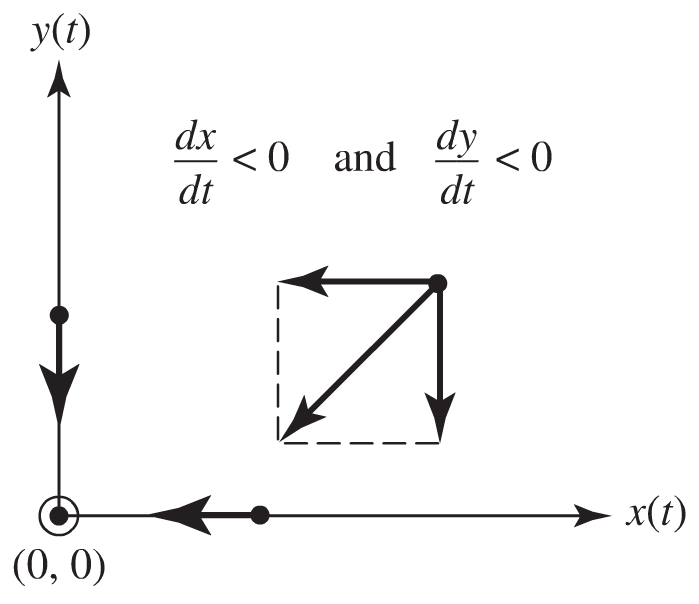 y(t)
dx/dt < 0 and dy/dt < 0
x(t)
(0, 0)